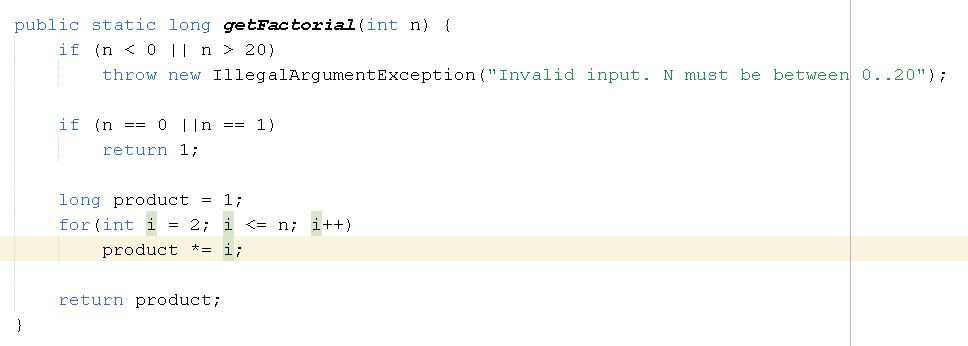 public static long getFactorial(int n) {
    if (n < 0 || n > 20)
        throw new IllegalArgumentException("Invalid input. N must be between 0..20");

    if (n == 0 ||n == 1)
        return 1;

    long product = 1;
    for(int i = 2; i <= n; i++)
        product *= i;

    return product;
}